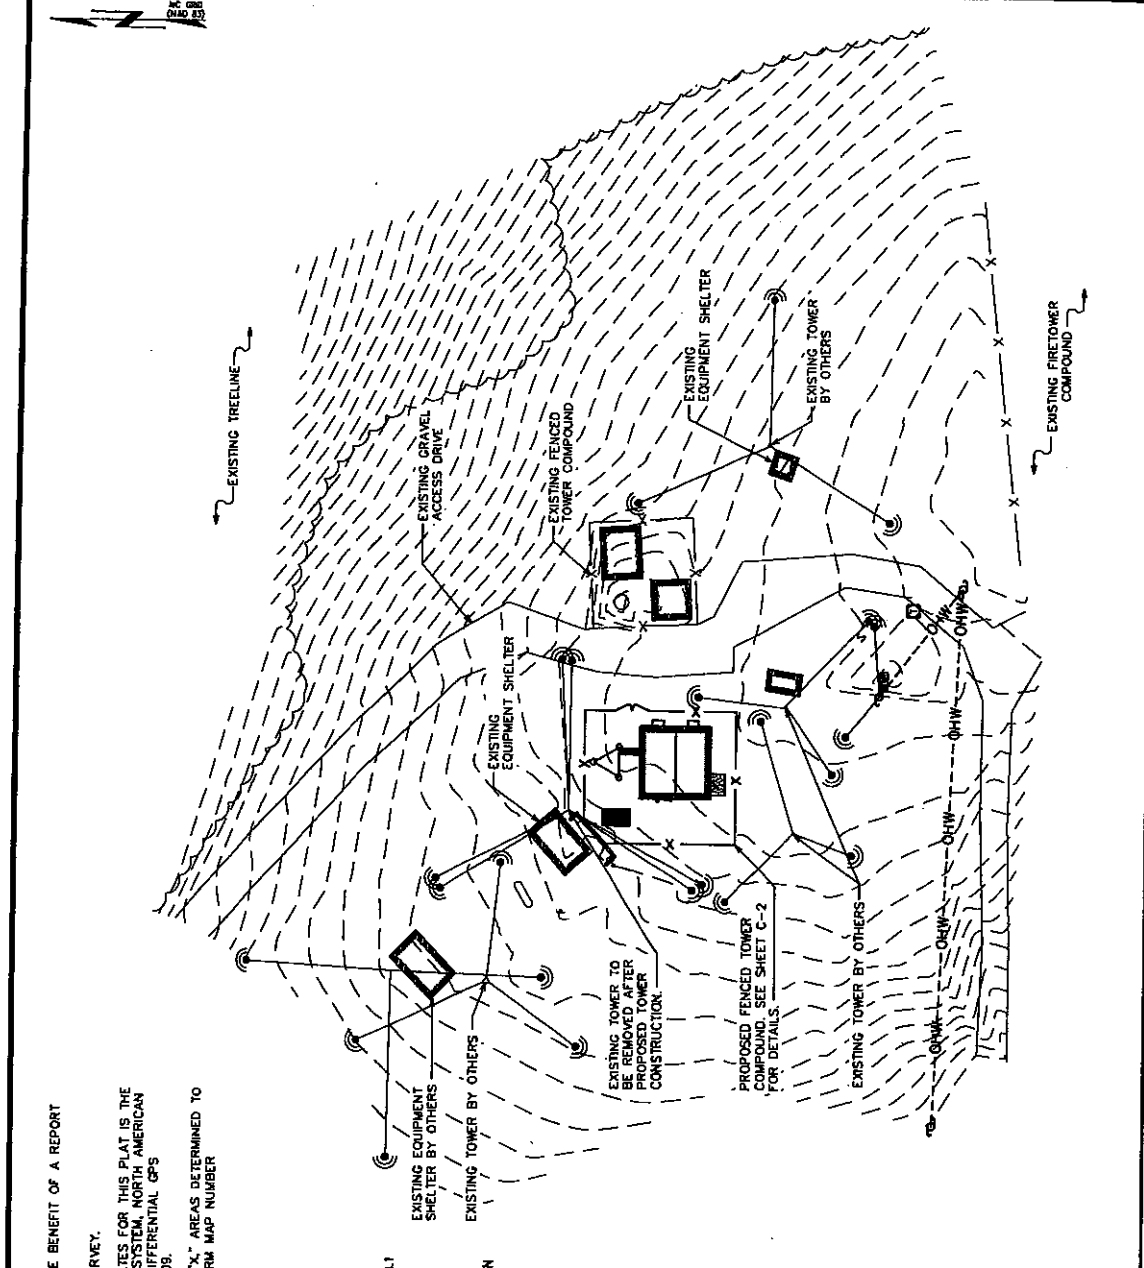 NC GRID
(NAD 83)
E BENEFIT OF A REPORT
RVEY.
TES FOR THIS PLAT IS THE
SYSTEM, NORTH AMERICAN
IFFERENTIAL GPS
09.
"X," AREAS DETERMINED TO
RM MAP NUMBER
N
EXISTING TREELINE
EXISTING GRAVEL
ACCESS DRIVE
EXISTING FENCED
TOWER COMPOUND
EXISTING
EQUIPMENT SHELTER
EXISTING TOWER
BY OTHERS
EXISTING FIRETOWER
COMPOUND
EXISTING
EQUIPMENT SHELTER
EXISTING EQUIPMENT
SHELTER BY OTHERS
EXISTING TOWER BY OTHERS
EXISTING TOWER TO
BE REMOVED AFTER
PROPOSED TOWER
CONSTRUCTION.
PROPOSED FENCED TOWER
COMPOUND. SEE SHEET C-2
FOR DETAILS.
EXISTING TOWER BY OTHERS
X
X
X
X
X
X
X
X
X
X
X
X
T
OHW
OHW
OHW
OHW
OHW
OHW